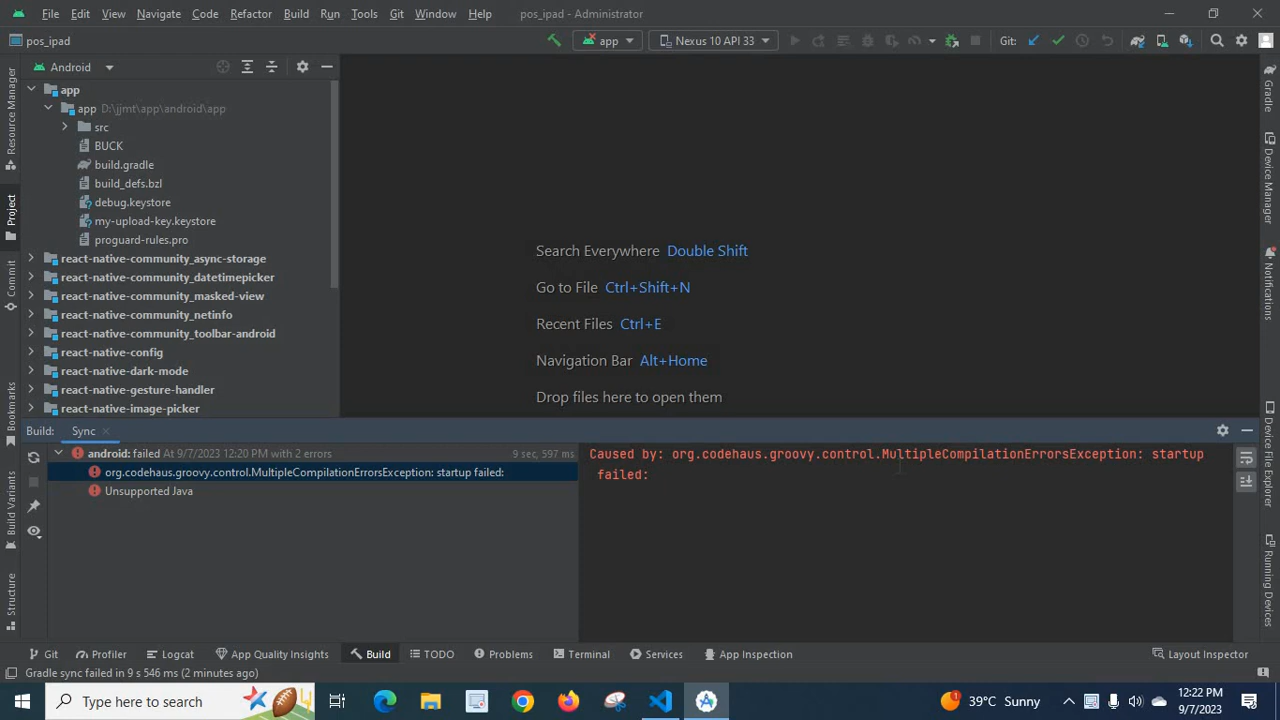 File Edit View Navigate Code Refactor Build Run Tools Git Window Help pos_ipad - Administrator
pos_ipad app Nexus 10 API 33 Git:
Android
app
app D:\jjmt\app\android\app
src
BUCK
build.gradle
build_defs.bzl
debug.keystore
my-upload-key.keystore
proguard-rules.pro
react-native-community_async-storage
react-native-community_datetimepicker
react-native-community_masked-view
react-native-community_netinfo
react-native-community_toolbar-android
react-native-config
react-native-dark-mode
react-native-gesture-handler
react-native-image-picker
Resource Manager
Project
Commit
Bookmarks
Build Variants
Structure
Search Everywhere Double Shift
Go to File Ctrl+Shift+N
Recent Files Ctrl+E
Navigation Bar Alt+Home
Drop files here to open them
Gradle
Device Manager
Notifications
Device File Explorer
Running Devices
Build: Sync
android: failed At 9/7/2023 12:20 PM with 2 errors 9 sec, 597 ms
org.codehaus.groovy.control.MultipleCompilationErrorsException: startup failed:
Unsupported Java
Caused by: org.codehaus.groovy.control.MultipleCompilationErrorsException: startup
failed:
Git Profiler Logcat App Quality Insights Build TODO Problems Terminal Services App Inspection Layout Inspector
Gradle sync failed in 9 s 546 ms (2 minutes ago)
Type here to search
39°C Sunny
12:22 PM
9/7/2023